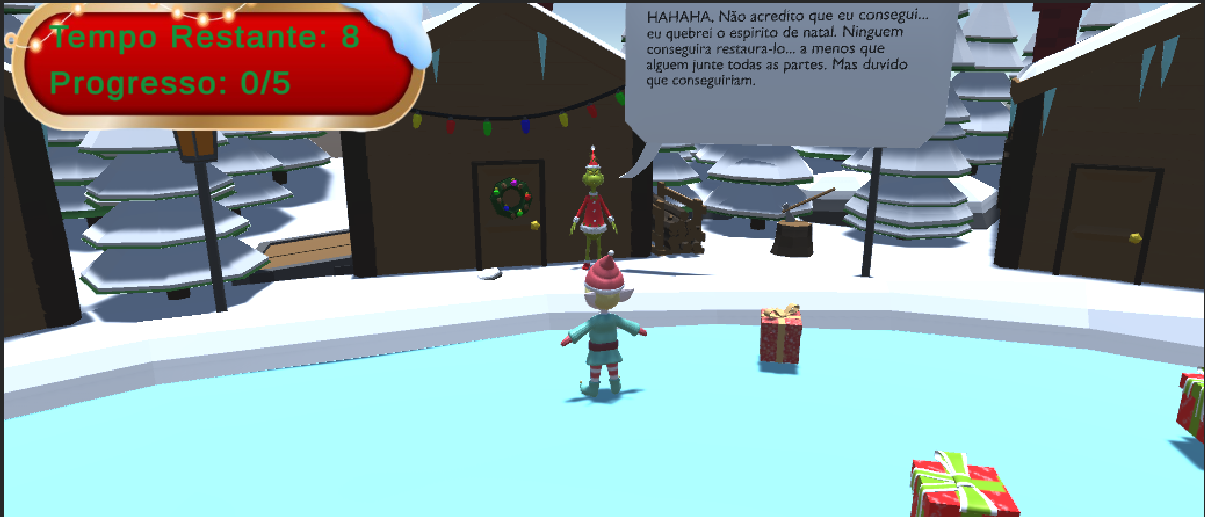 Tempo Restante: 8
Progresso: 0/5
HAHAHA. Não acredito que eu consegui...
eu quebrei o espirito de natal. Ninguem
conseguira restaura-lo... a menos que
alguem junte todas as partes. Mas duvido
que conseguiriam.